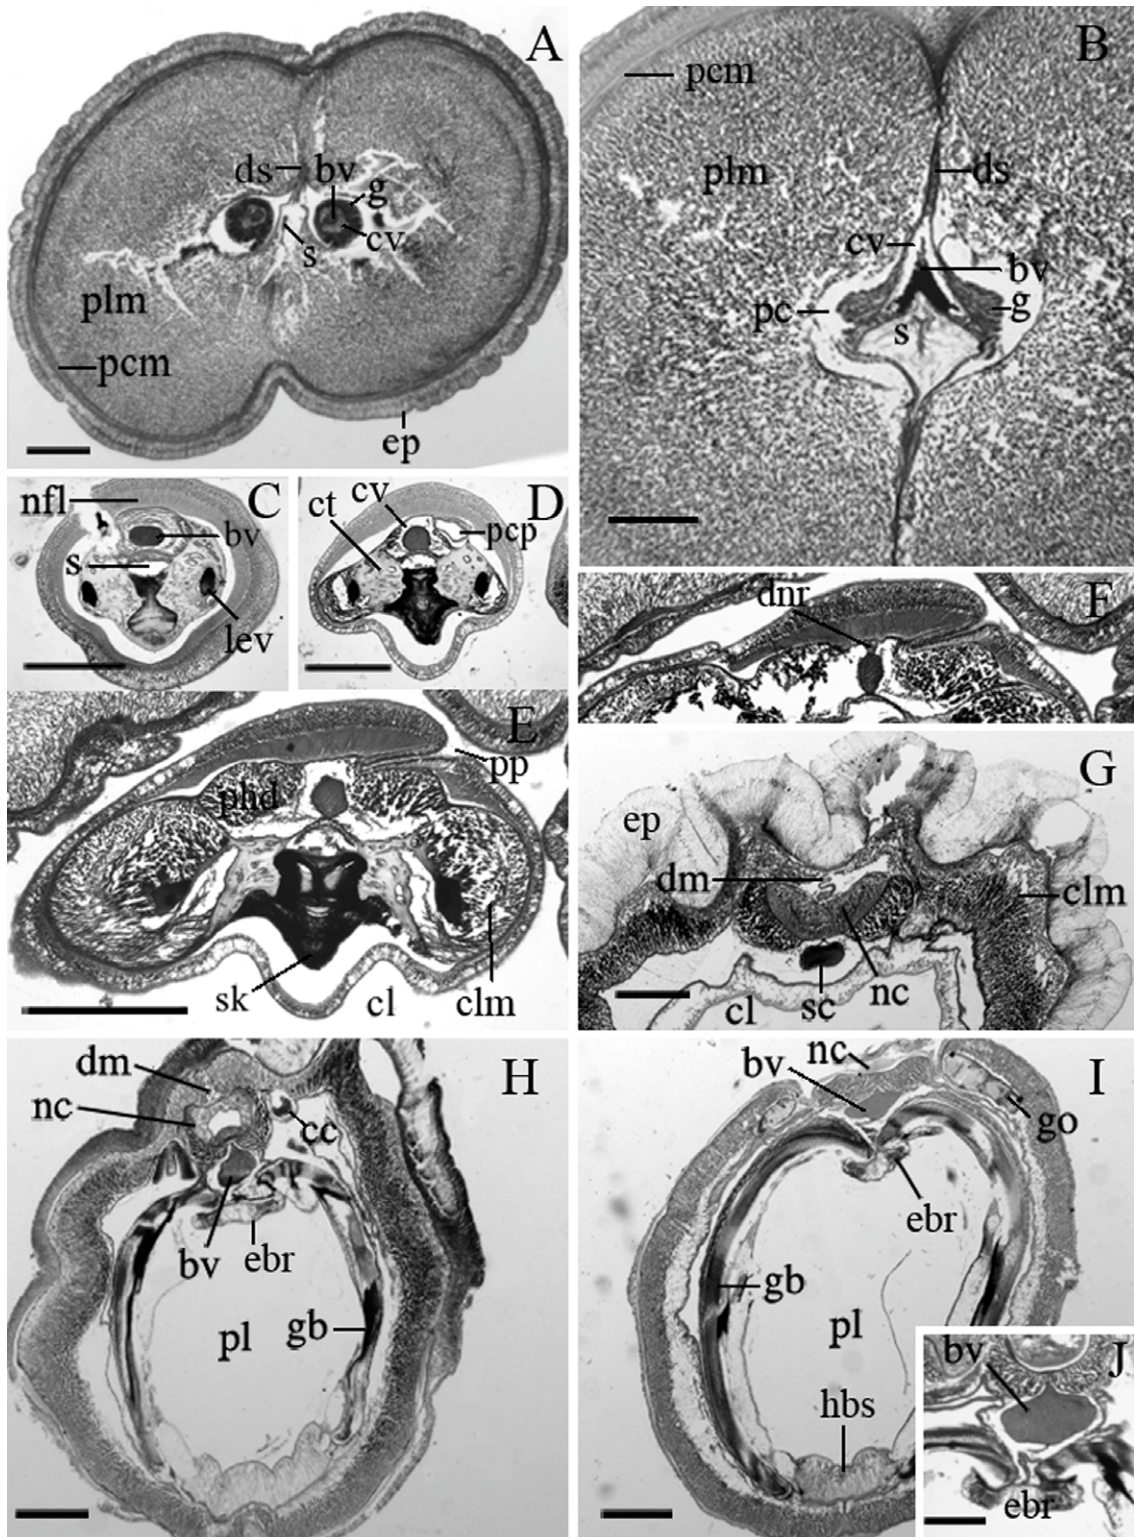 A
ds bv
g
s cv
plm
pcm
ep
B
pcm
plm
ds
cv
bv
pc
g
s
C
nfl
bv
s
lev
D
ct cv
pcp
E
pp
phd
sk cl clm
F
dnr
G
ep
dm
clm
cl sc nc
H
dm
nc
cc
bv ebr
pl gb
I
bv nc
go
ebr
gb pl
hbs
J
bv
ebr